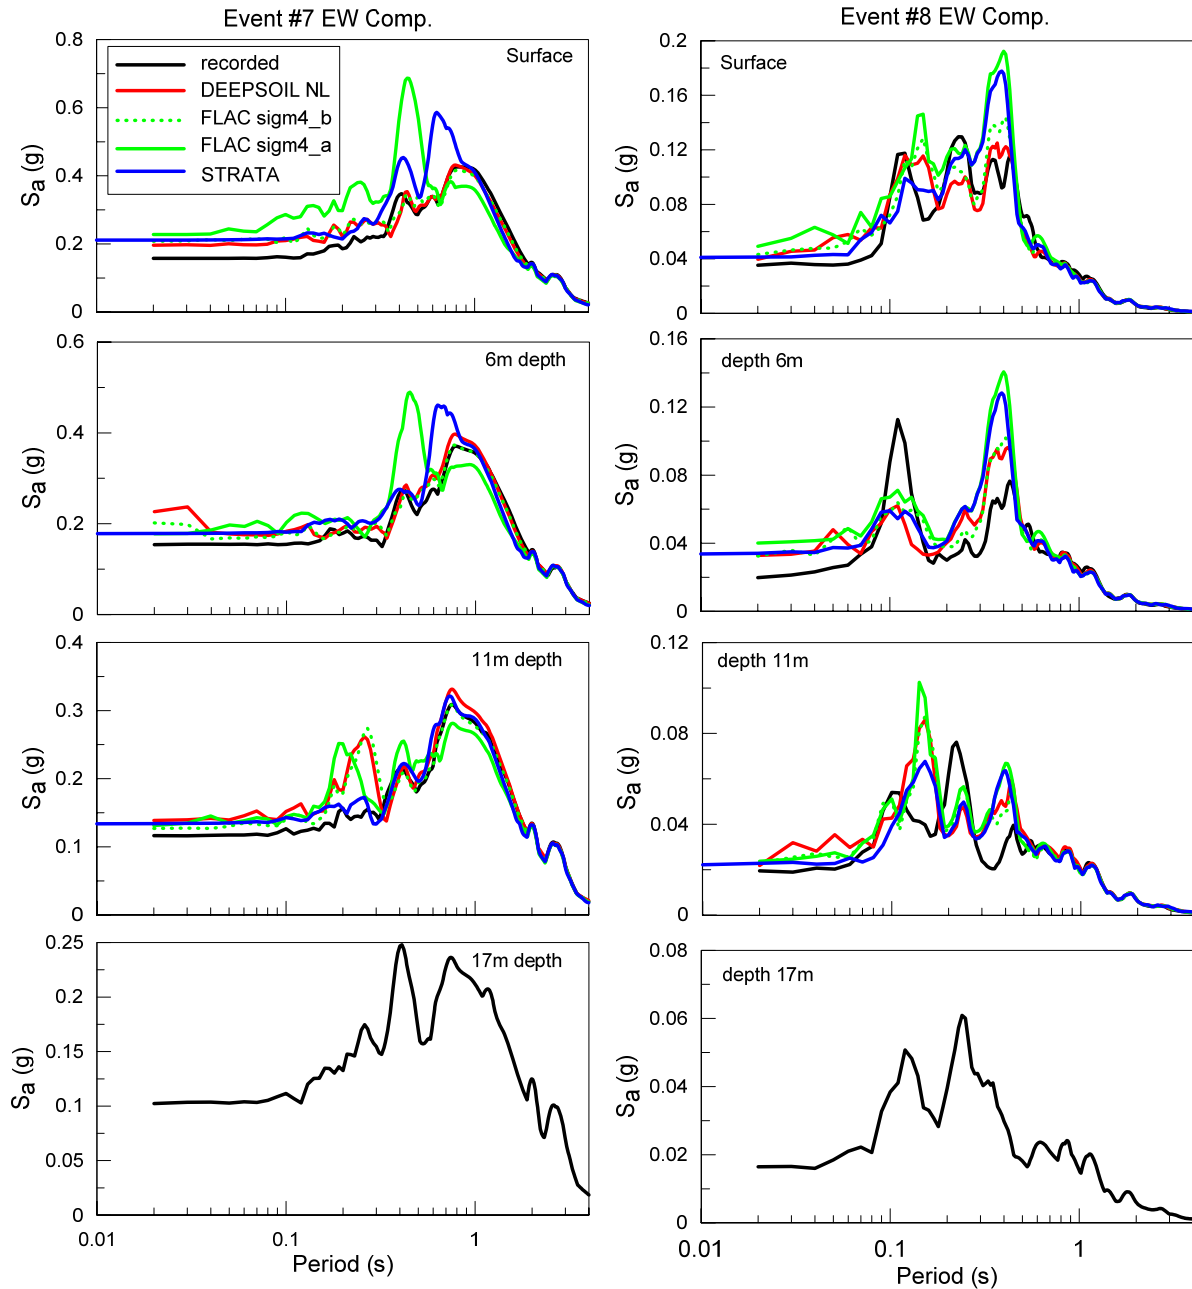 Event #7 EW Comp.
Event #8 EW Comp.
0.8
0.6
0.4
0.2
0
Sa (g)
recorded
DEEPSOIL NL
FLAC sigm4_b
FLAC sigm4_a
STRATA
Surface
0.2
0.16
0.12
0.08
0.04
0
Sa (g)
Surface
0.6
0.4
0.2
0
Sa (g)
6m depth
0.16
0.12
0.08
0.04
0
Sa (g)
depth 6m
0.4
0.3
0.2
0.1
0
Sa (g)
11m depth
0.12
0.08
0.04
0
Sa (g)
depth 11m
0.25
0.2
0.15
0.1
0.05
0
Sa (g)
17m depth
0.01
0.1
1
Period (s)
0.08
0.06
0.04
0.02
0
Sa (g)
depth 17m
0.01
0.1
1
Period (s)